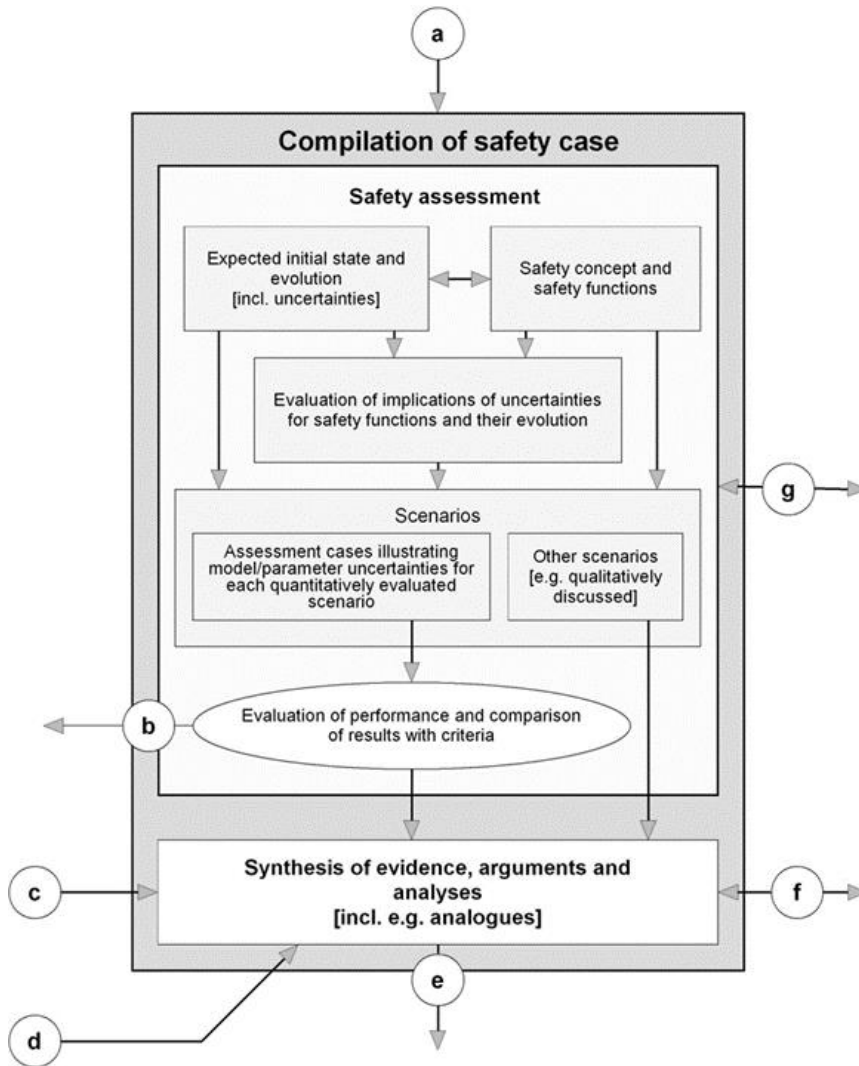 a
Compilation of safety case
Safety assessment
Expected initial state and
evolution
[incl. uncertainties]
Safety concept and
safety functions
Evaluation of implications of uncertainties
for safety functions and their evolution
g
Scenarios
Assessment cases illustrating
model/parameter uncertainties for
each quantitatively evaluated
scenario
Other scenarios
[e.g. qualitatively
discussed]
b
Evaluation of performance and comparison
of results with criteria
c
Synthesis of evidence, arguments and
analyses
[incl. e.g. analogues]
f
e
d